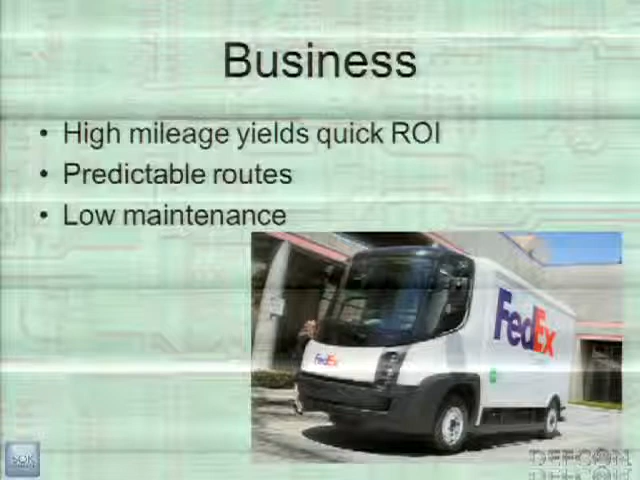 Business
• High mileage yields quick ROI
• Predictable routes
• Low maintenance
FedEx
FedEx
DEFCON